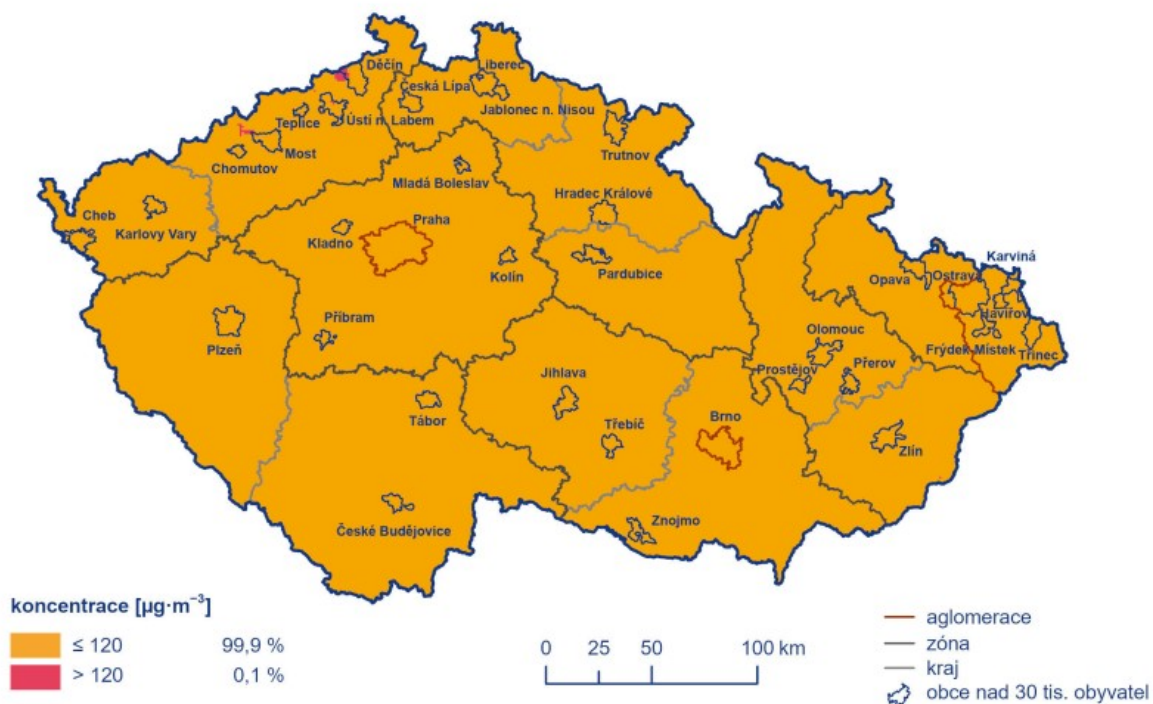 Děčín
Liberec
Česká Lípa
Jablonec n. Nisou
Teplice
Ústí n. Labem
Most
Chomutov
Trutnov
Mladá Boleslav
Hradec Králové
Cheb
Karlovy Vary
Kladno
Praha
Kolín
Pardubice
Karviná
Opava
Ostrava
Havířov
Příbram
Plzeň
Olomouc
Frýdek Místek
Třinec
Prostějov
Přerov
Jihlava
Tábor
Třebíč
Brno
Zlín
České Budějovice
Znojmo
koncentrace [µg·m⁻³]
≤ 120 99,9 %
> 120 0,1 %
0 25 50 100 km
aglomerace
zóna
kraj
obce nad 30 tis. obyvatel